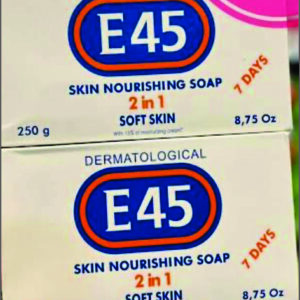 E45
SKIN NOURISHING SOAP
2 in 1
SOFT SKIN
7 DAYS
250 g
8,75 Oz
DERMATOLOGICAL
E45
SKIN NOURISHING SOAP
2 in 1
SOFT SKIN
7 DAYS
8,75 Oz